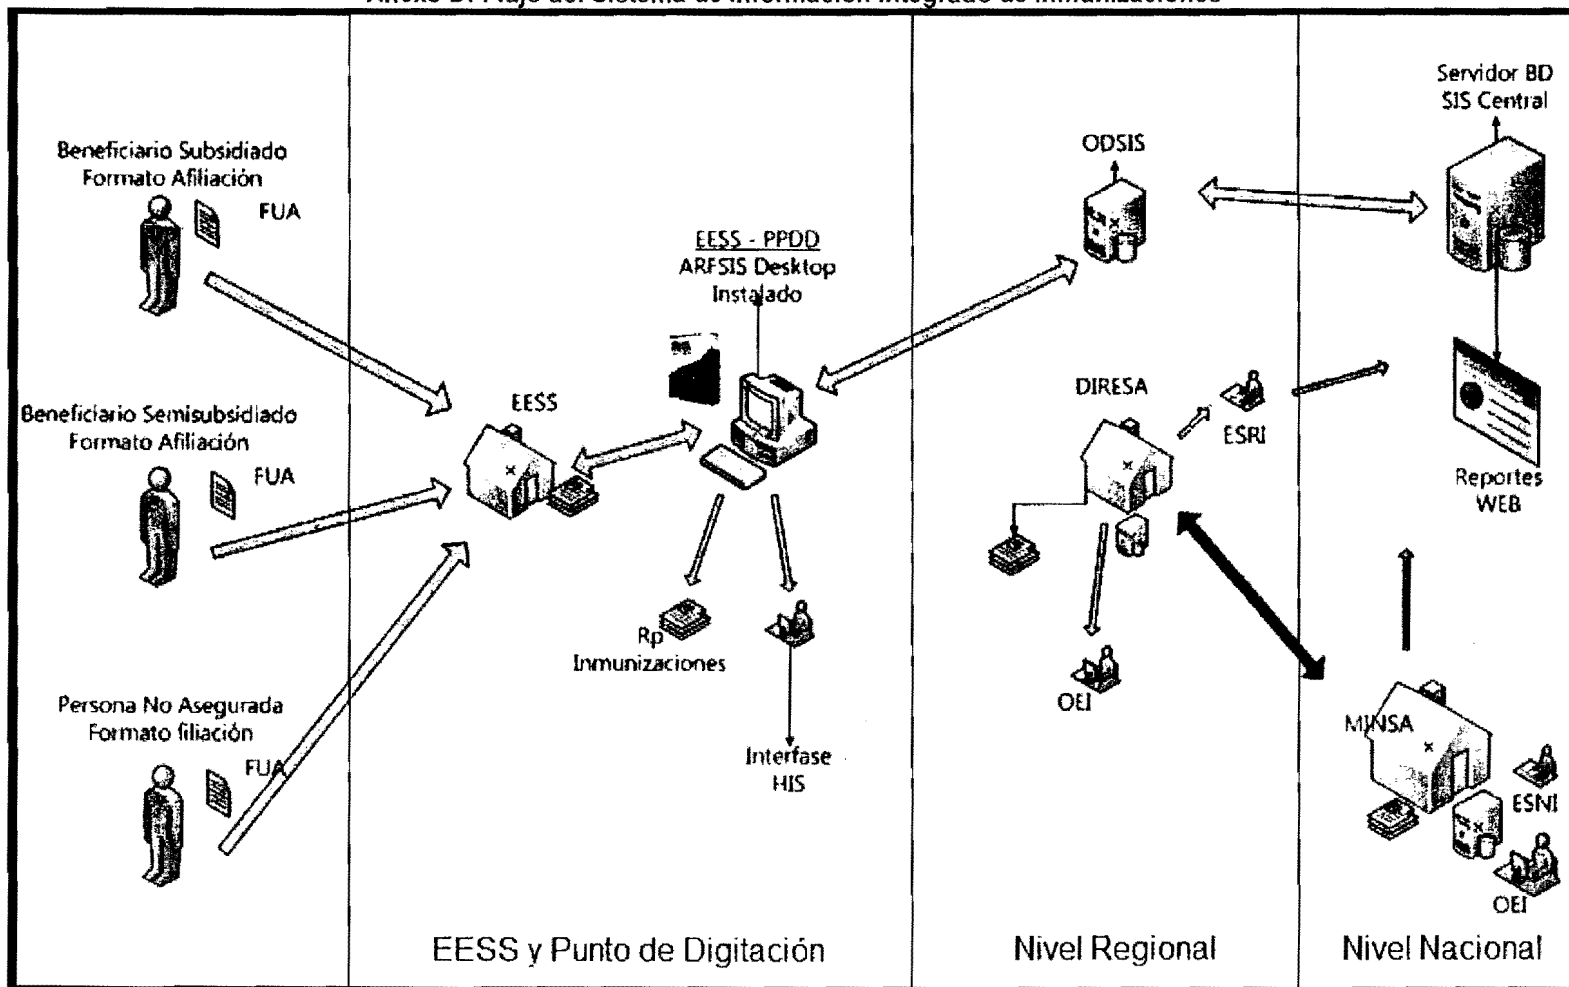 Beneficiario Subsidiado
Formato Afiliación
FUA
Beneficiario Semisubsidiado
Formato Afiliación
FUA
Persona No Asegurada
Formato filiación
FUA
EESS
EESS - PPDD
ARFSIS Desktop
Instalado
Rp
Inmunizaciones
Interfase
HIS
EESS y Punto de Digitación
ODSIS
DIRESA
ESRI
OEI
Nivel Regional
Servidor BD
SIS Central
Reportes
WEB
MINSA
ESNI
OEI
Nivel Nacional